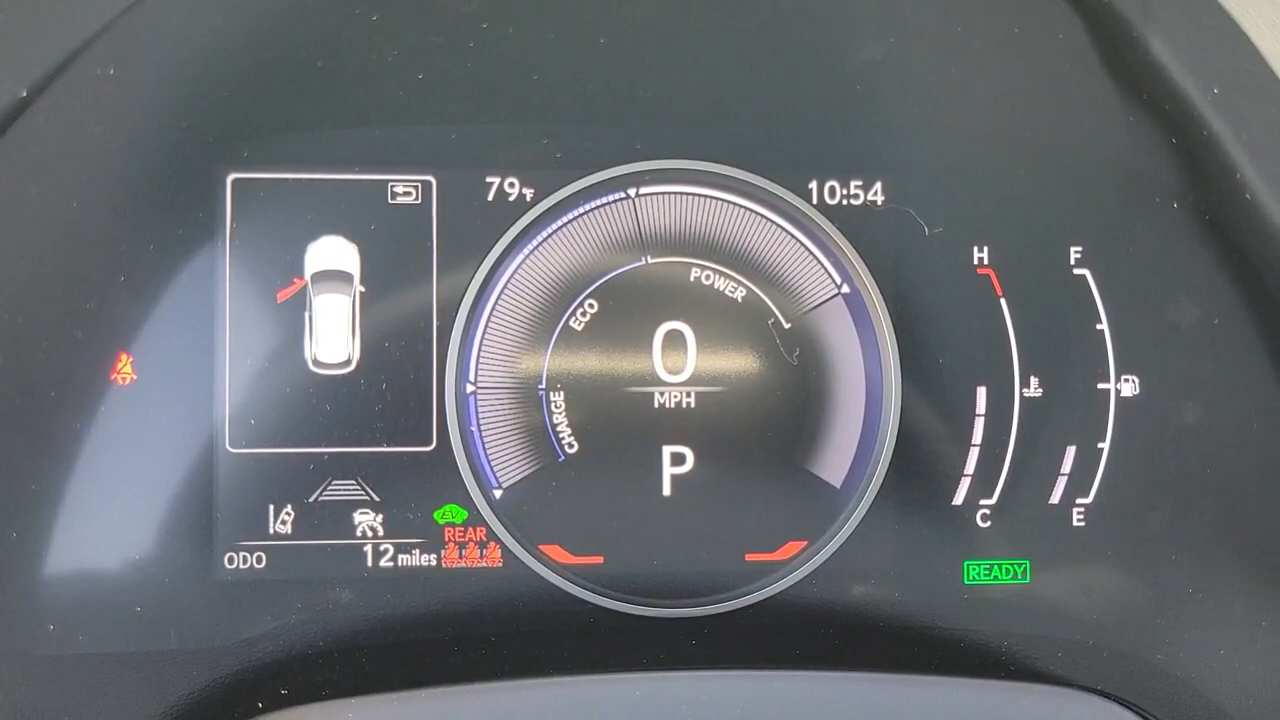 79°F
10:54
H
F
POWER
ECO
0
MPH
CHARGE
P
C
E
EV
REAR
ODO 12 miles
READY